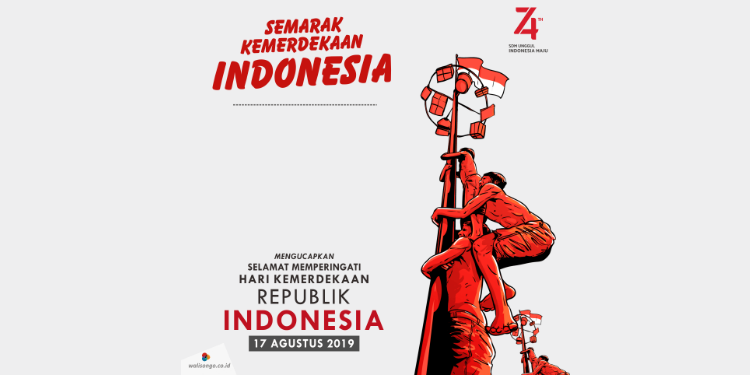 SEMARAK
KEMERDEKAAN
INDONESIA
74TH
SDM UNGGUL
INDONESIA MAJU
MENGUCAPKAN
SELAMAT MEMPERINGATI
HARI KEMERDEKAAN
REPUBLIK
INDONESIA
17 AGUSTUS 2019
walisongo.co.id